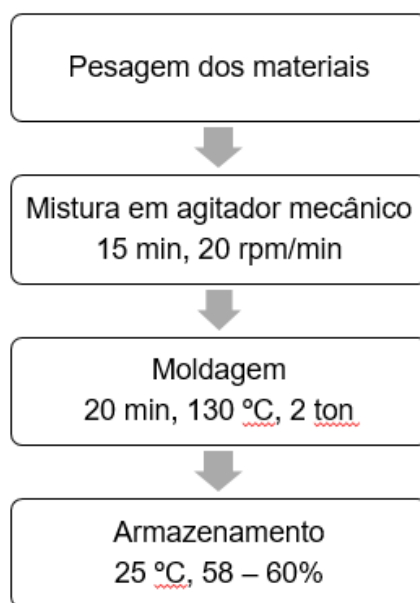 Pesagem dos materiais
Mistura em agitador mecânico
15 min, 20 rpm/min
Moldagem
20 min, 130 ºC, 2 ton
Armazenamento
25 ºC, 58 – 60%